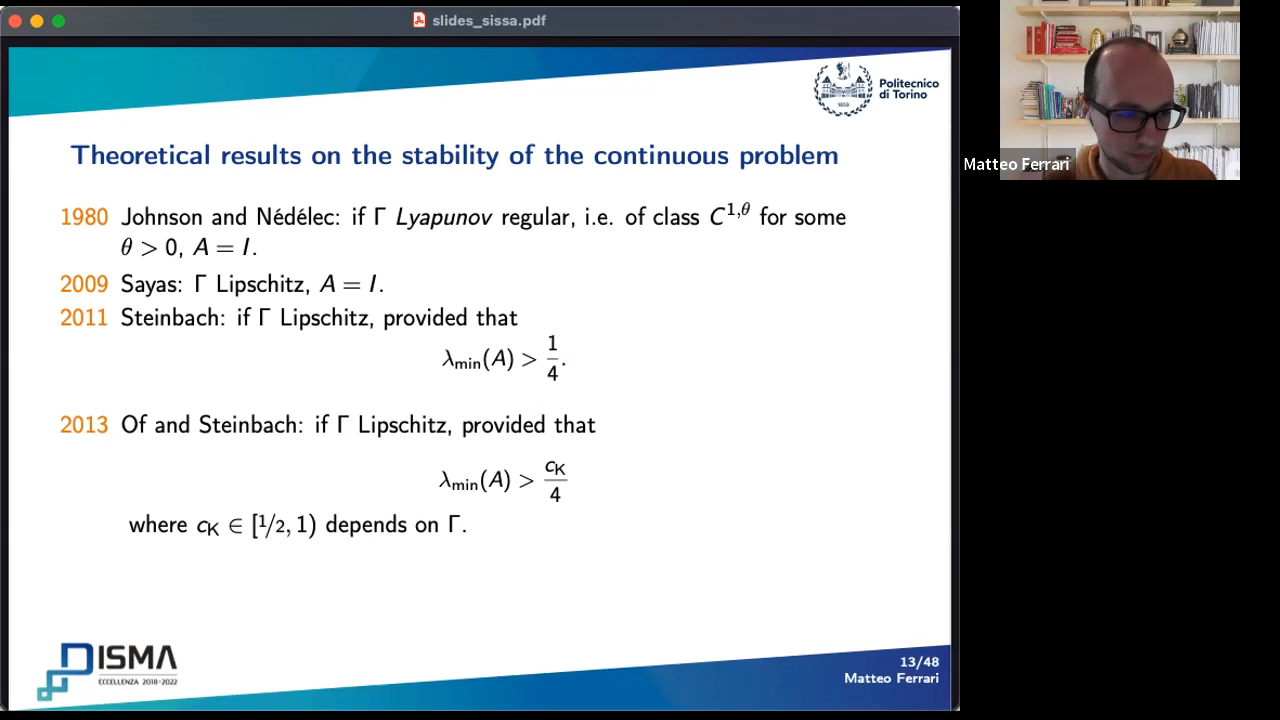 slides_sissa.pdf
Politecnico
di Torino
1859
Theoretical results on the stability of the continuous problem
1980 Johnson and Nédélec: if Γ Lyapunov regular, i.e. of class C^{1,θ} for some
θ > 0, A = I.
2009 Sayas: Γ Lipschitz, A = I.
2011 Steinbach: if Γ Lipschitz, provided that
λ_min(A) > 1/4.
2013 Of and Steinbach: if Γ Lipschitz, provided that
λ_min(A) > c_K/4
where c_K ∈ [1/2, 1) depends on Γ.
DISMA
ECCELLENZA 2018·2022
13/48
Matteo Ferrari
Matteo Ferrari